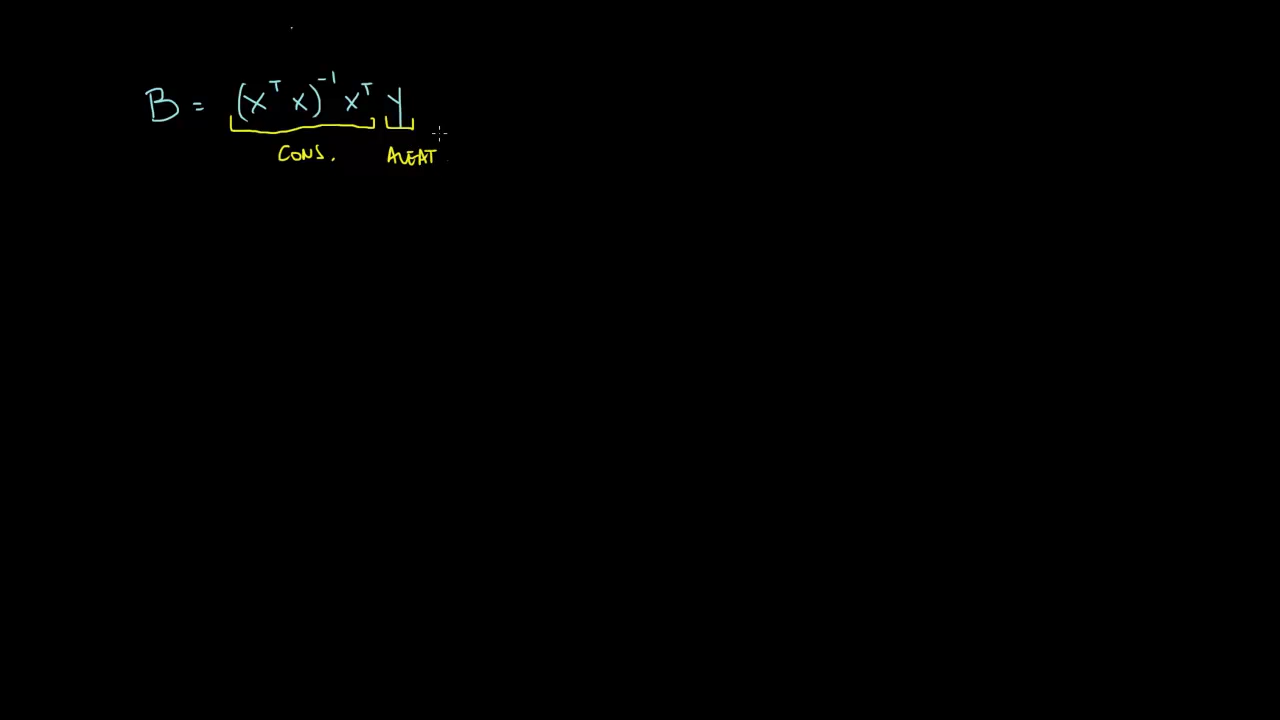 B = (x^T x)^-1 x^T y
CONS. ALEAT